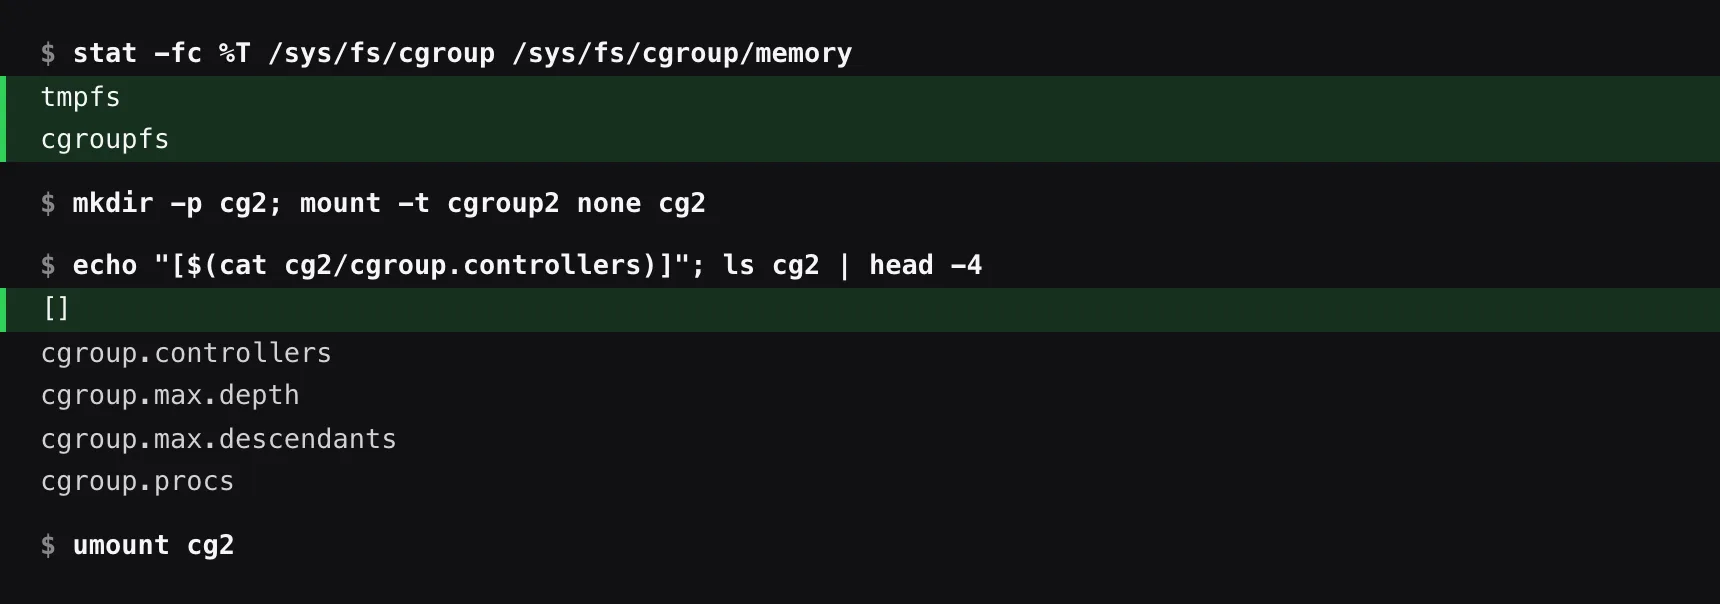 $ stat -fc %T /sys/fs/cgroup /sys/fs/cgroup/memory
tmpfs
cgroupfs
$ mkdir -p cg2; mount -t cgroup2 none cg2
$ echo "[$(cat cg2/cgroup.controllers)]"; ls cg2 | head -4
[]
cgroup.controllers
cgroup.max.depth
cgroup.max.descendants
cgroup.procs
$ umount cg2